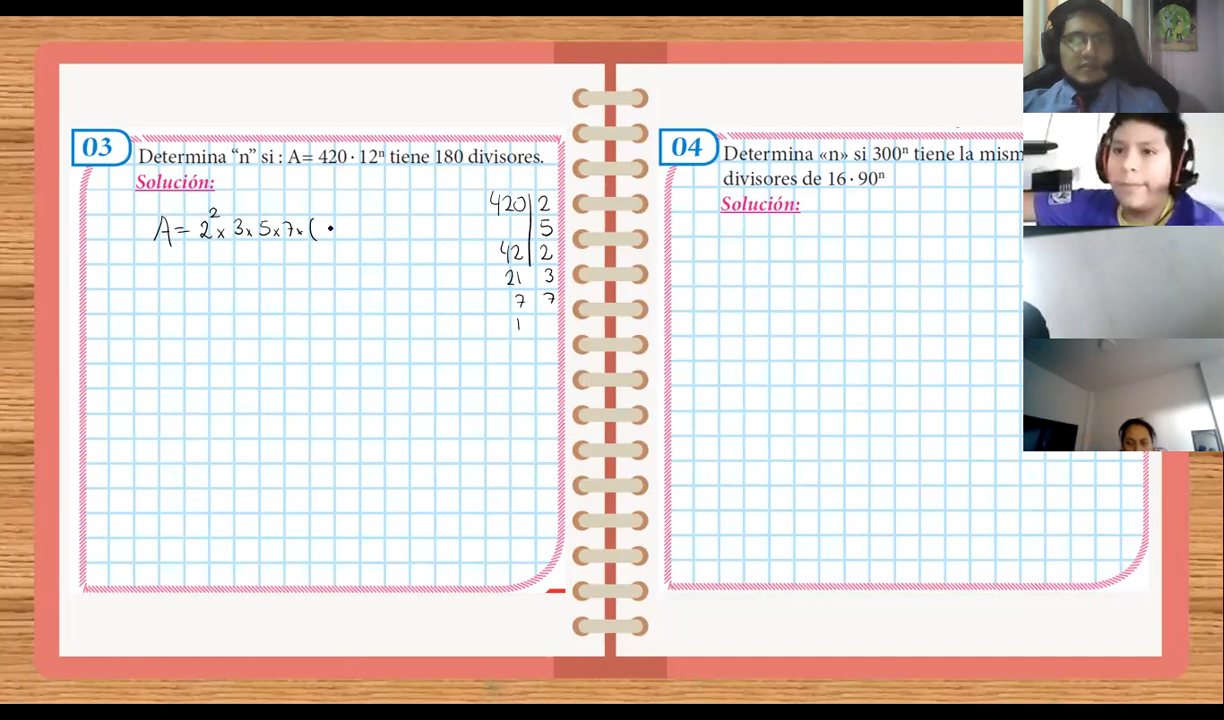 03
Determina “n” si : A= 420 · 12ⁿ tiene 180 divisores.
Solución:
A= 2² x 3 x 5 x 7 x (
420 | 2
| 5
42 | 2
21 3
7 7
1
04
Determina «n» si 300ⁿ tiene la
divisores de 16 · 90ⁿ
Solución: